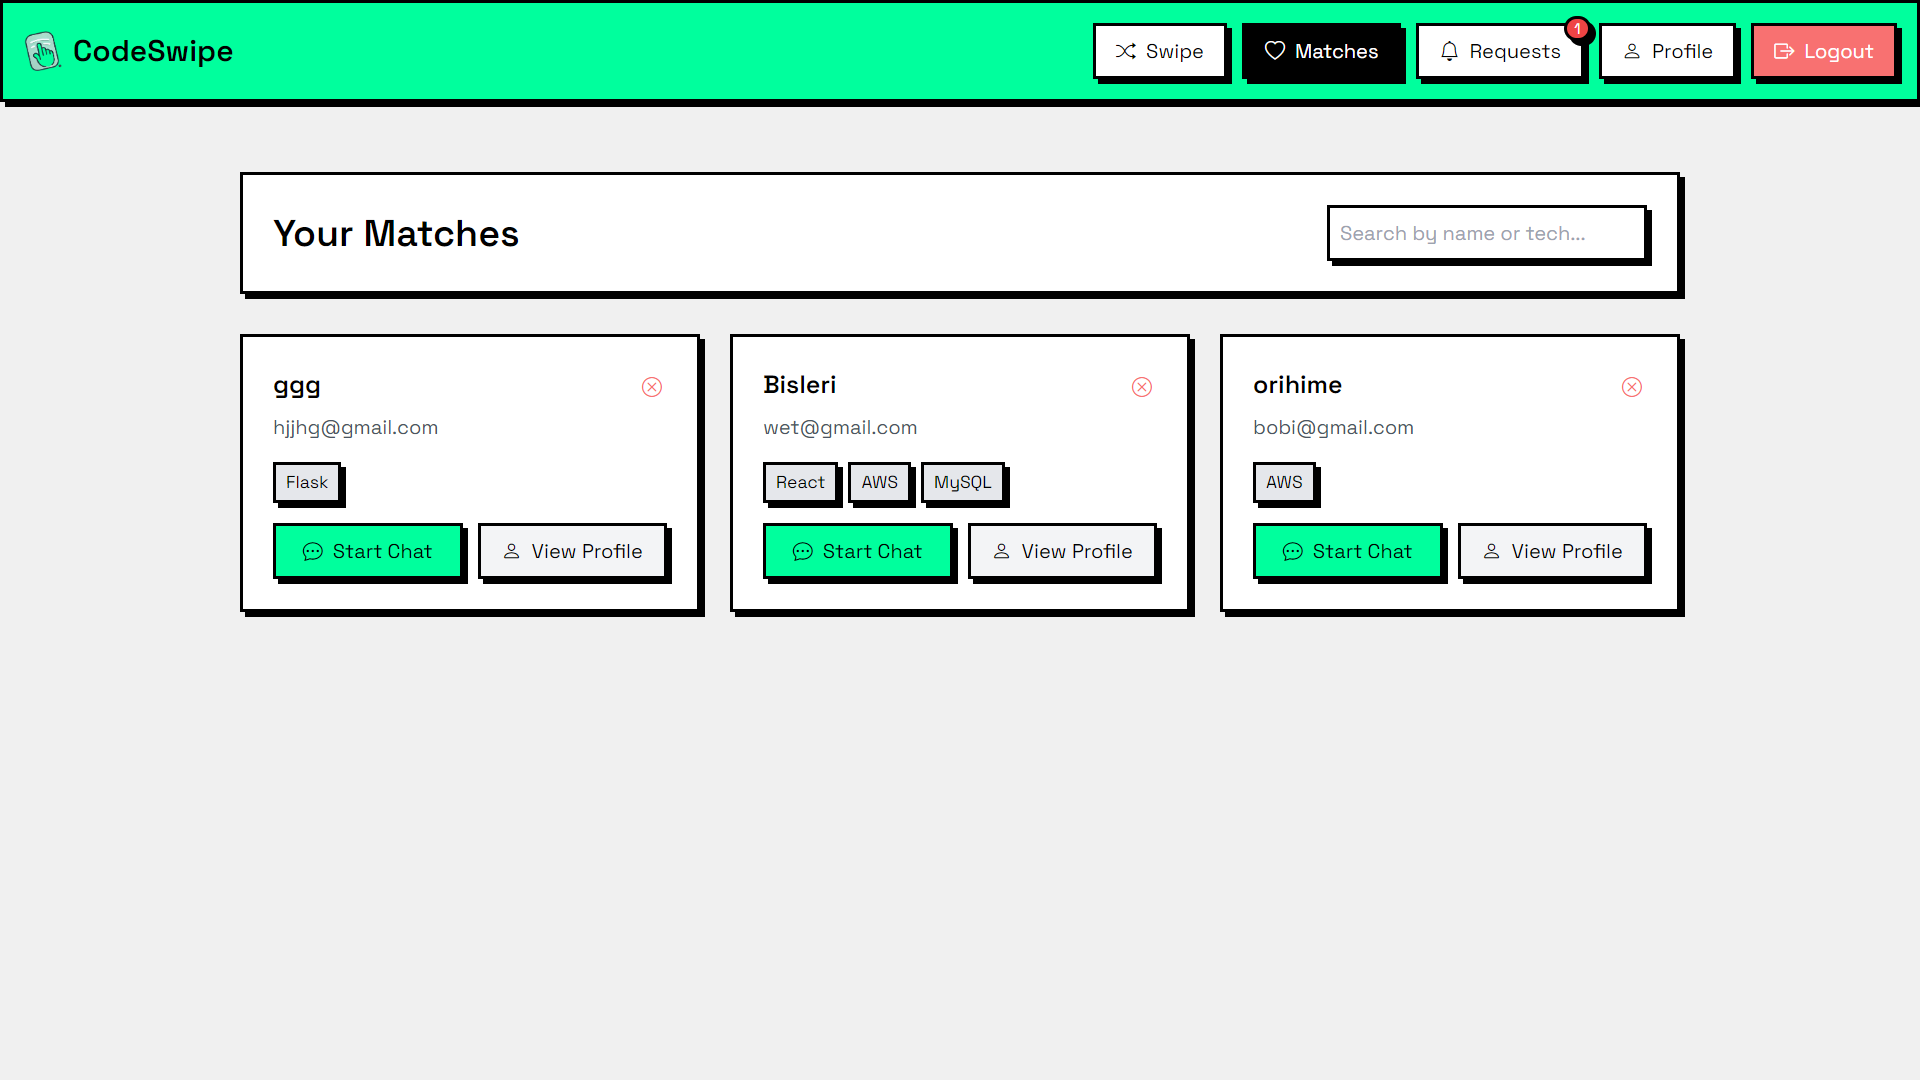 CodeSwipe
Swipe
Matches
Requests
1
Profile
Logout
Your Matches
Search by name or tech...
ggg
hjjhg@gmail.com
Flask
Start Chat
View Profile
Bisleri
wet@gmail.com
React
AWS
MySQL
Start Chat
View Profile
orihime
bobi@gmail.com
AWS
Start Chat
View Profile